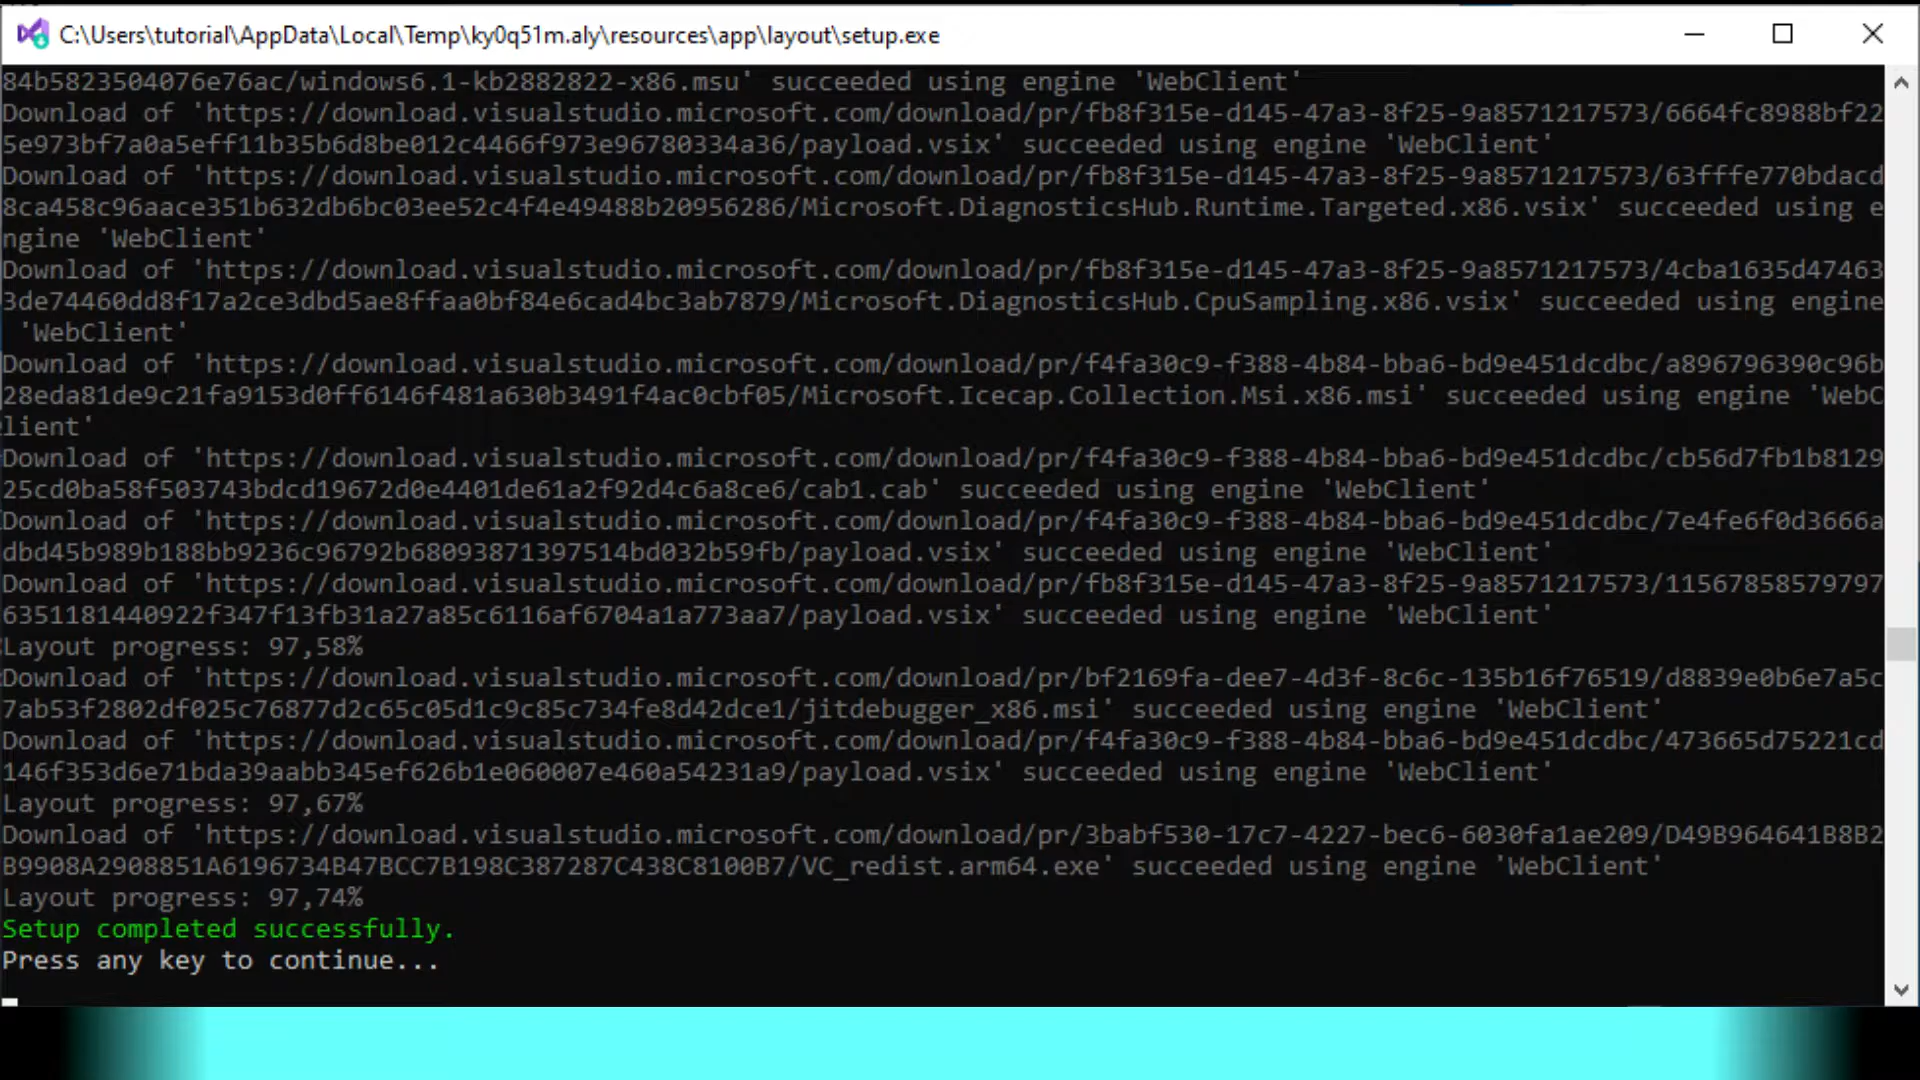 C:\Users\tutorial\AppData\Local\Temp\ky0q51m.aly\resources\app\layout\setup.exe
84b5823504076e76ac/windows6.1-kb2882822-x86.msu' succeeded using engine 'WebClient'
Download of 'https://download.visualstudio.microsoft.com/download/pr/fb8f315e-d145-47a3-8f25-9a8571217573/6664fc8988bf22
5e973bf7a0a5eff11b35b6d8be012c4466f973e96780334a36/payload.vsix' succeeded using engine 'WebClient'
Download of 'https://download.visualstudio.microsoft.com/download/pr/fb8f315e-d145-47a3-8f25-9a8571217573/63fffe770bdacd
8ca458c96aace351b632db6bc03ee52c4f4e49488b20956286/Microsoft.DiagnosticsHub.Runtime.Targeted.x86.vsix' succeeded using e
ngine 'WebClient'
Download of 'https://download.visualstudio.microsoft.com/download/pr/fb8f315e-d145-47a3-8f25-9a8571217573/4cba1635d47463
3de74460dd8f17a2ce3dbd5ae8ffaa0bf84e6cad4bc3ab7879/Microsoft.DiagnosticsHub.CpuSampling.x86.vsix' succeeded using engine
'WebClient'
Download of 'https://download.visualstudio.microsoft.com/download/pr/f4fa30c9-f388-4b84-bba6-bd9e451dcdbc/a896796390c96b
28eda81de9c21fa9153d0ff6146f481a630b3491f4ac0cbf05/Microsoft.Icecap.Collection.Msi.x86.msi' succeeded using engine 'WebC
lient'
Download of 'https://download.visualstudio.microsoft.com/download/pr/f4fa30c9-f388-4b84-bba6-bd9e451dcdbc/cb56d7fb1b8129
25cd0ba58f503743bdcd19672d0e4401de61a2f92d4c6a8ce6/cab1.cab' succeeded using engine 'WebClient'
Download of 'https://download.visualstudio.microsoft.com/download/pr/f4fa30c9-f388-4b84-bba6-bd9e451dcdbc/7e4fe6f0d3666a
dbd45b989b188bb9236c96792b68093871397514bd032b59fb/payload.vsix' succeeded using engine 'WebClient'
Download of 'https://download.visualstudio.microsoft.com/download/pr/fb8f315e-d145-47a3-8f25-9a8571217573/11567858579797
6351181440922f347f13fb31a27a85c6116af6704a1a773aa7/payload.vsix' succeeded using engine 'WebClient'
Layout progress: 97,58%
Download of 'https://download.visualstudio.microsoft.com/download/pr/bf2169fa-dee7-4d3f-8c6c-135b16f76519/d8839e0b6e7a5c
7ab53f2802df025c76877d2c65c05d1c9c85c734fe8d42dce1/jitdebugger_x86.msi' succeeded using engine 'WebClient'
Download of 'https://download.visualstudio.microsoft.com/download/pr/f4fa30c9-f388-4b84-bba6-bd9e451dcdbc/473665d75221cd
146f353d6e71bda39aabb345ef626b1e060007e460a54231a9/payload.vsix' succeeded using engine 'WebClient'
Layout progress: 97,67%
Download of 'https://download.visualstudio.microsoft.com/download/pr/3babf530-17c7-4227-bec6-6030fa1ae209/D49B964641B8B2
B9908A2908851A6196734B47BCC7B198C387287C438C8100B7/VC_redist.arm64.exe' succeeded using engine 'WebClient'
Layout progress: 97,74%
Setup completed successfully.
Press any key to continue...